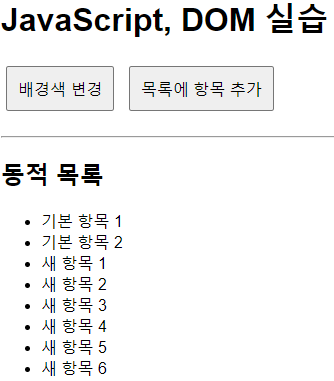 JavaScript, DOM 실습
배경색 변경 목록에 항목 추가
동적 목록
기본 항목 1
기본 항목 2
새 항목 1
새 항목 2
새 항목 3
새 항목 4
새 항목 5
새 항목 6